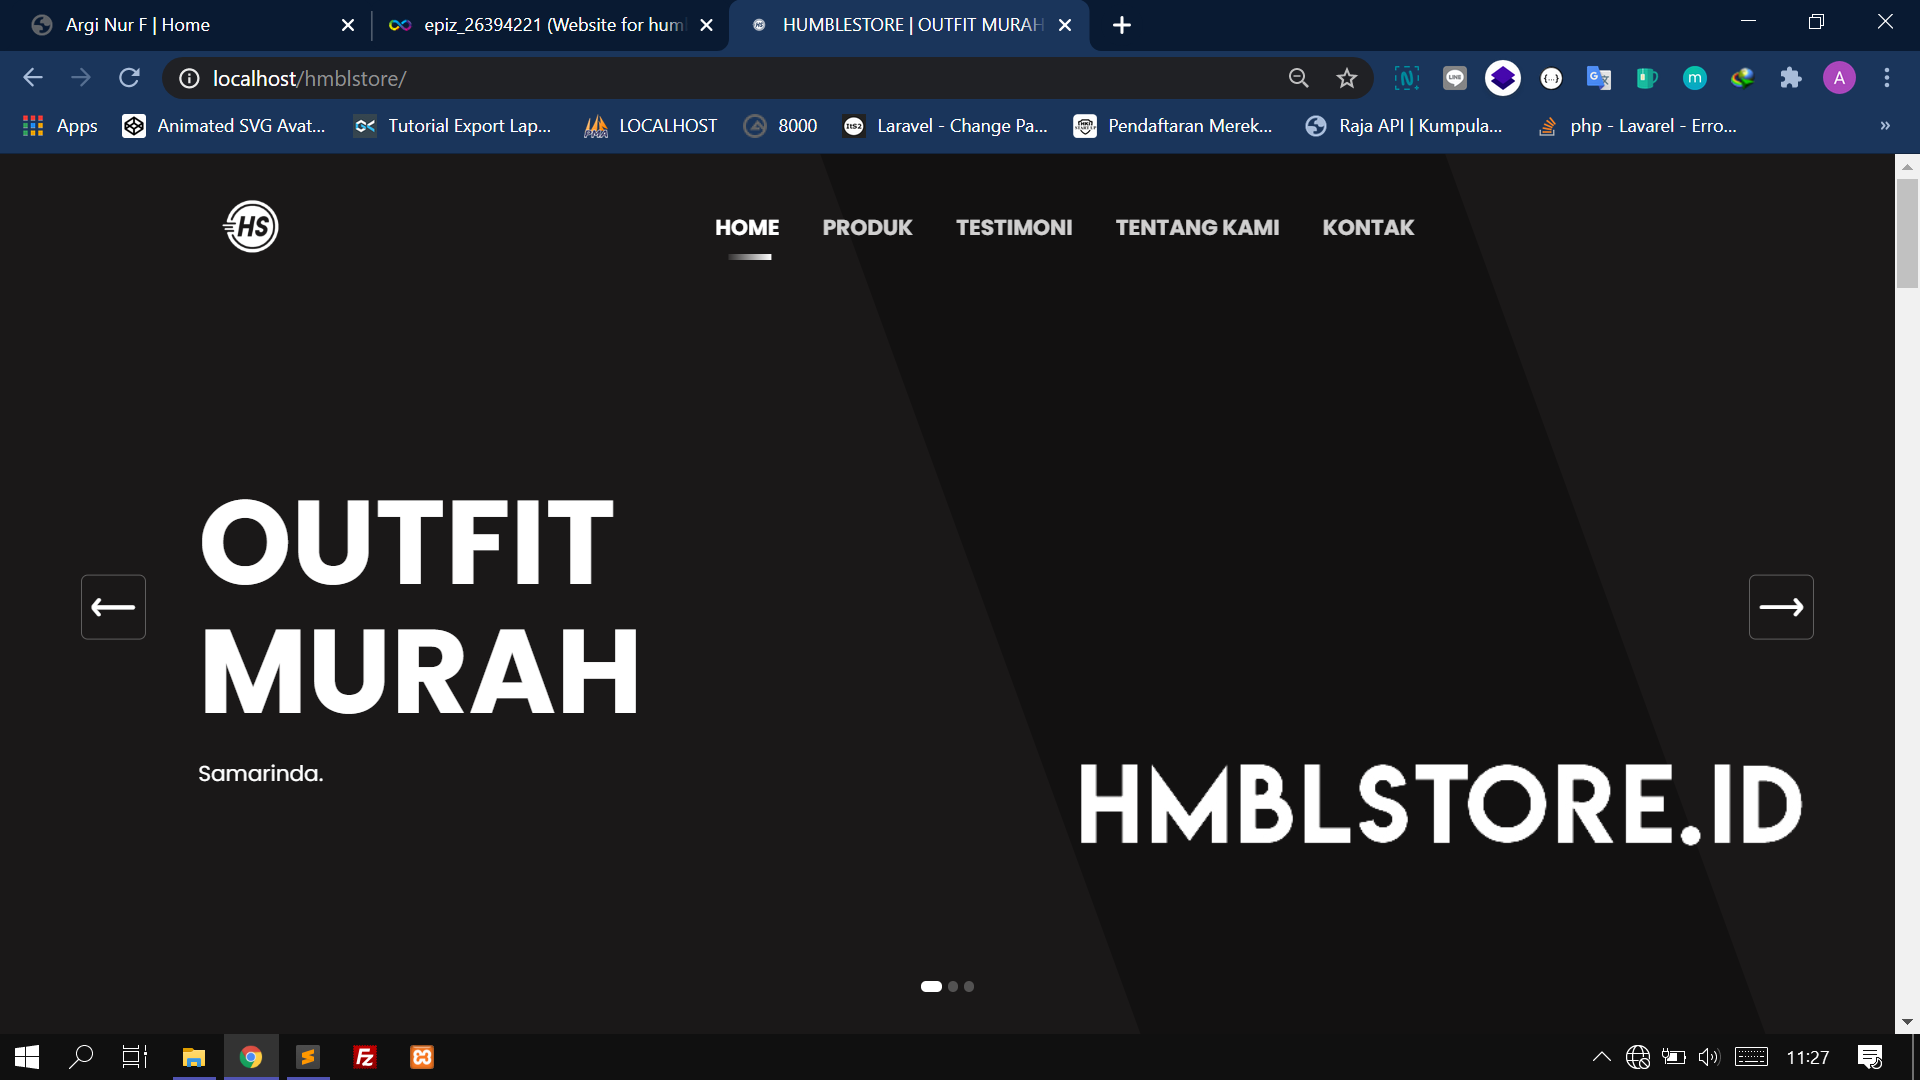 Argi Nur F | Home
epiz_26394221 (Website for hum
HUMBLESTORE | OUTFIT MURAH
localhost/hmblstore/
A
Apps
Animated SVG Avat...
Tutorial Export Lap...
LOCALHOST
8000
Laravel - Change Pa...
Pendaftaran Merek...
Raja API | Kumpula...
php - Lavarel - Erro...
»
HS
HOME
PRODUK
TESTIMONI
TENTANG KAMI
KONTAK
OUTFIT
MURAH
Samarinda.
HMBLSTORE.ID
11:27